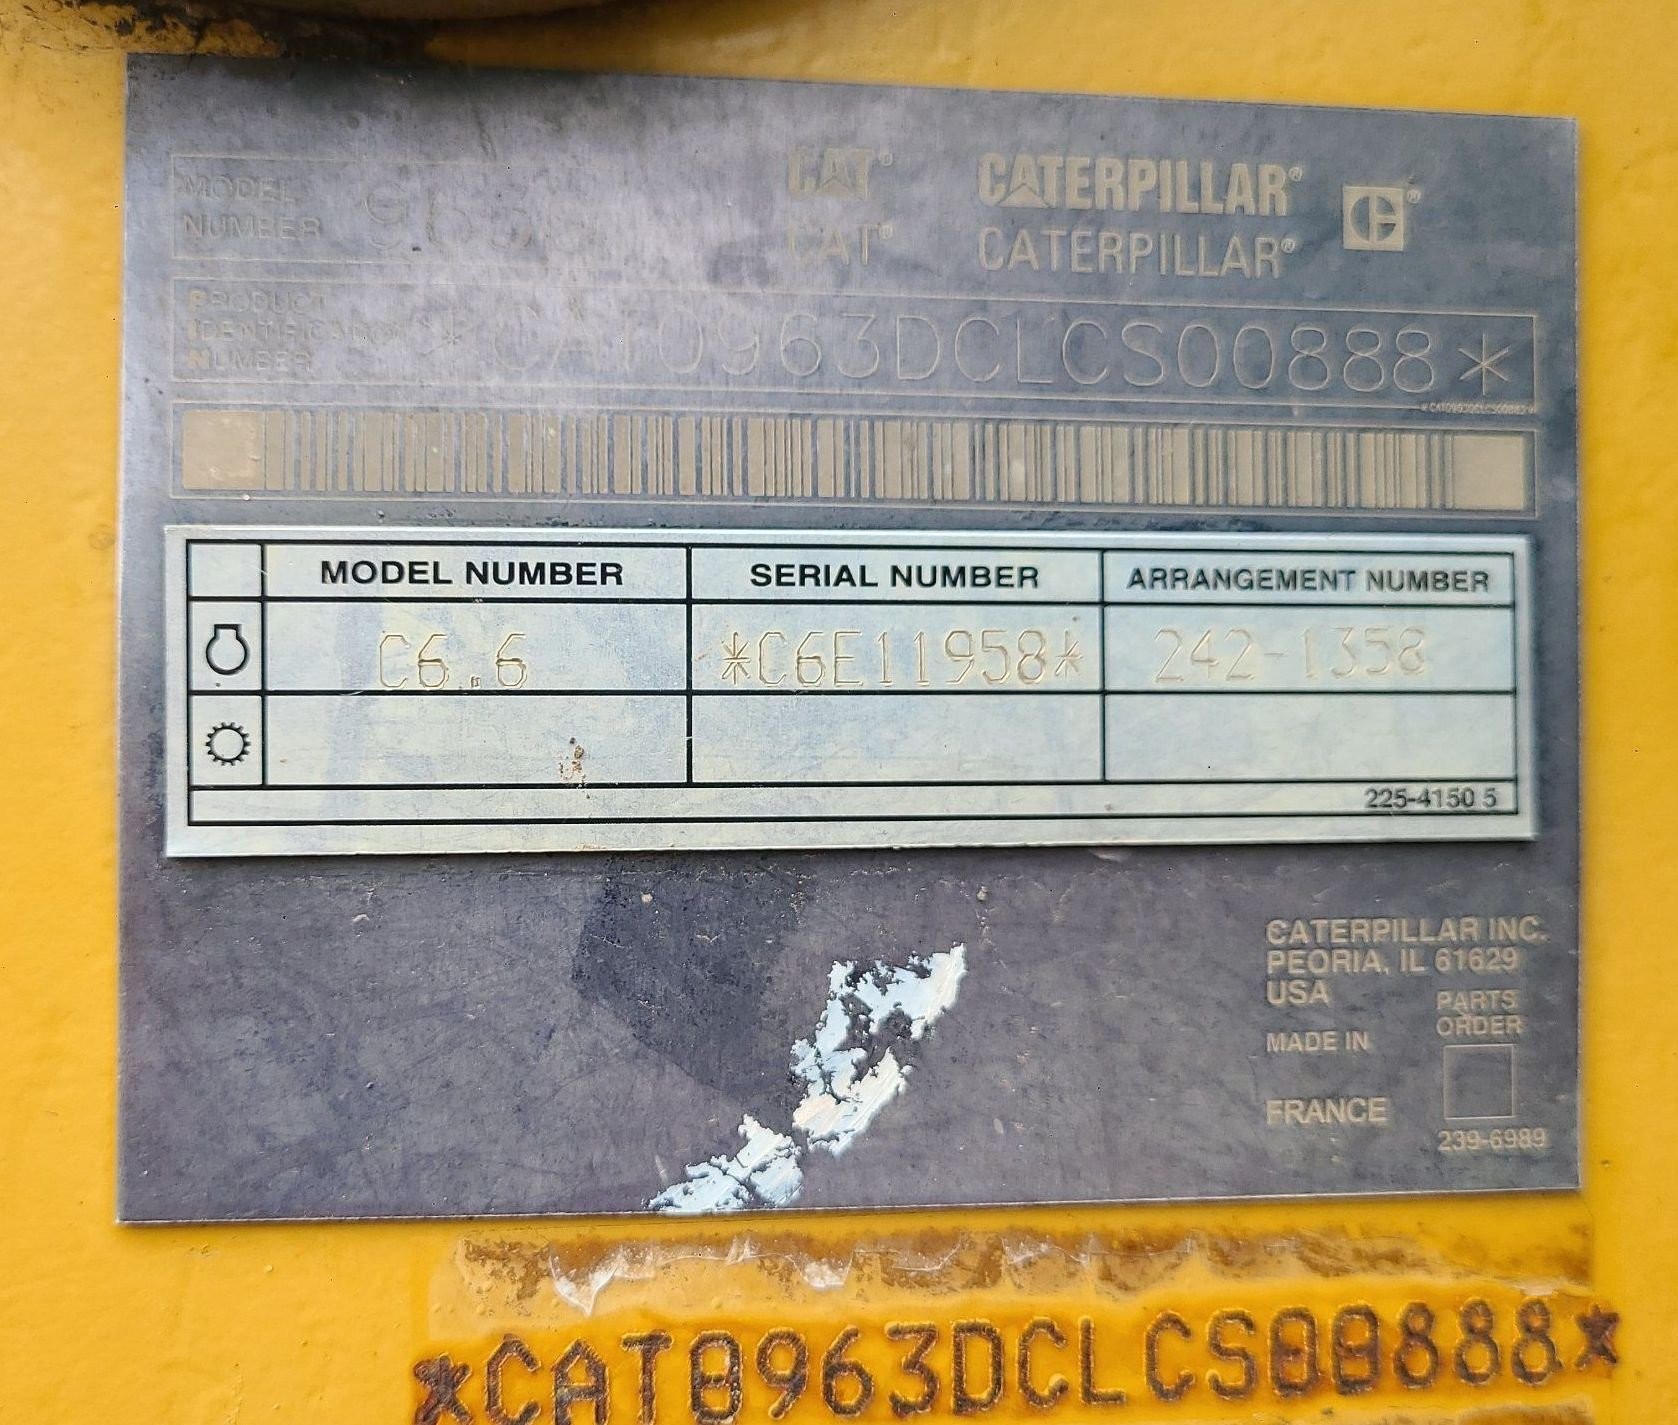 MODEL
NUMBER
CAT® CATERPILLAR®
CAT® CATERPILLAR®
PRODUCT
IDENTIFICATION
NUMBER
*CAT0963DCLCS00888*
MODEL NUMBER SERIAL NUMBER ARRANGEMENT NUMBER
C6.6 *C6E11958* 242-1358
225-4150 5
CATERPILLAR INC.
PEORIA, IL 61629
USA
PARTS
ORDER
MADE IN
FRANCE
239-6989
*CAT0963DCLCS00888*